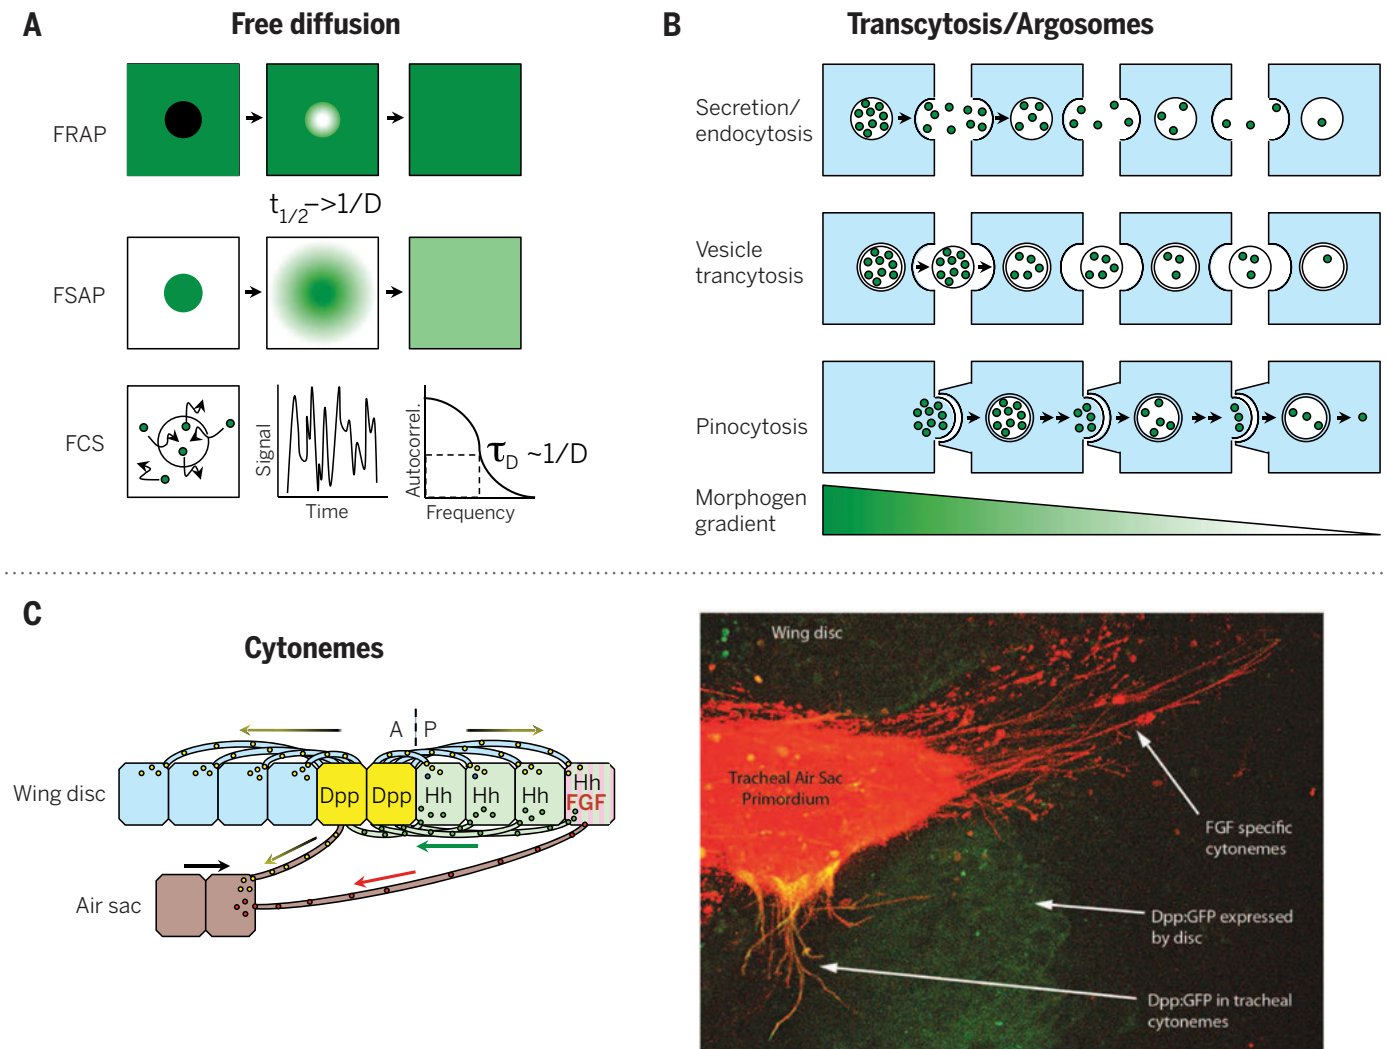 A
Free diffusion
FRAP
t1/2–>1/D
FSAP
FCS
Signal
Time
Autocorrel.
τD ~1/D
Frequency
B
Transcytosis/Argosomes
Secretion/
endocytosis
Vesicle
trancytosis
Pinocytosis
Morphogen
gradient
C
Cytonemes
A P
Wing disc
Dpp Dpp Hh Hh Hh Hh
FGF
Air sac
Wing disc
Tracheal Air Sac
Primordium
FGF specific
cytonemes
Dpp:GFP expressed
by disc
Dpp:GFP in tracheal
cytonemes